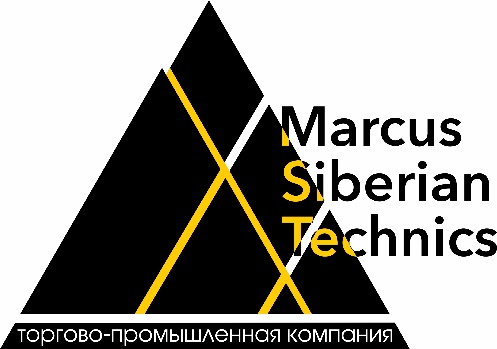 Marcus
Siberian
Technics
торгово-промышленная компания